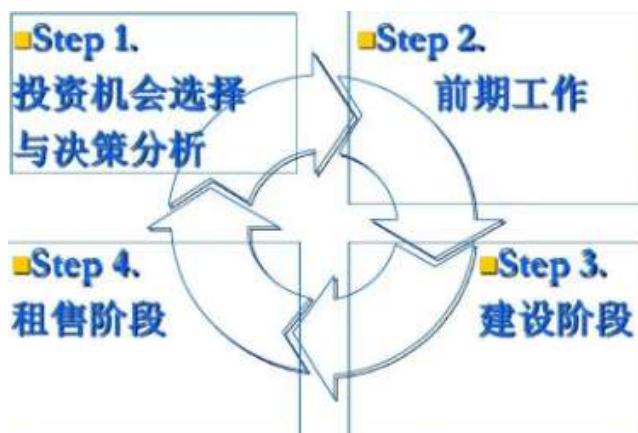 Step 1.
投资机会选择
与决策分析
Step 2.
前期工作
Step 4.
租售阶段
Step 3.
建设阶段